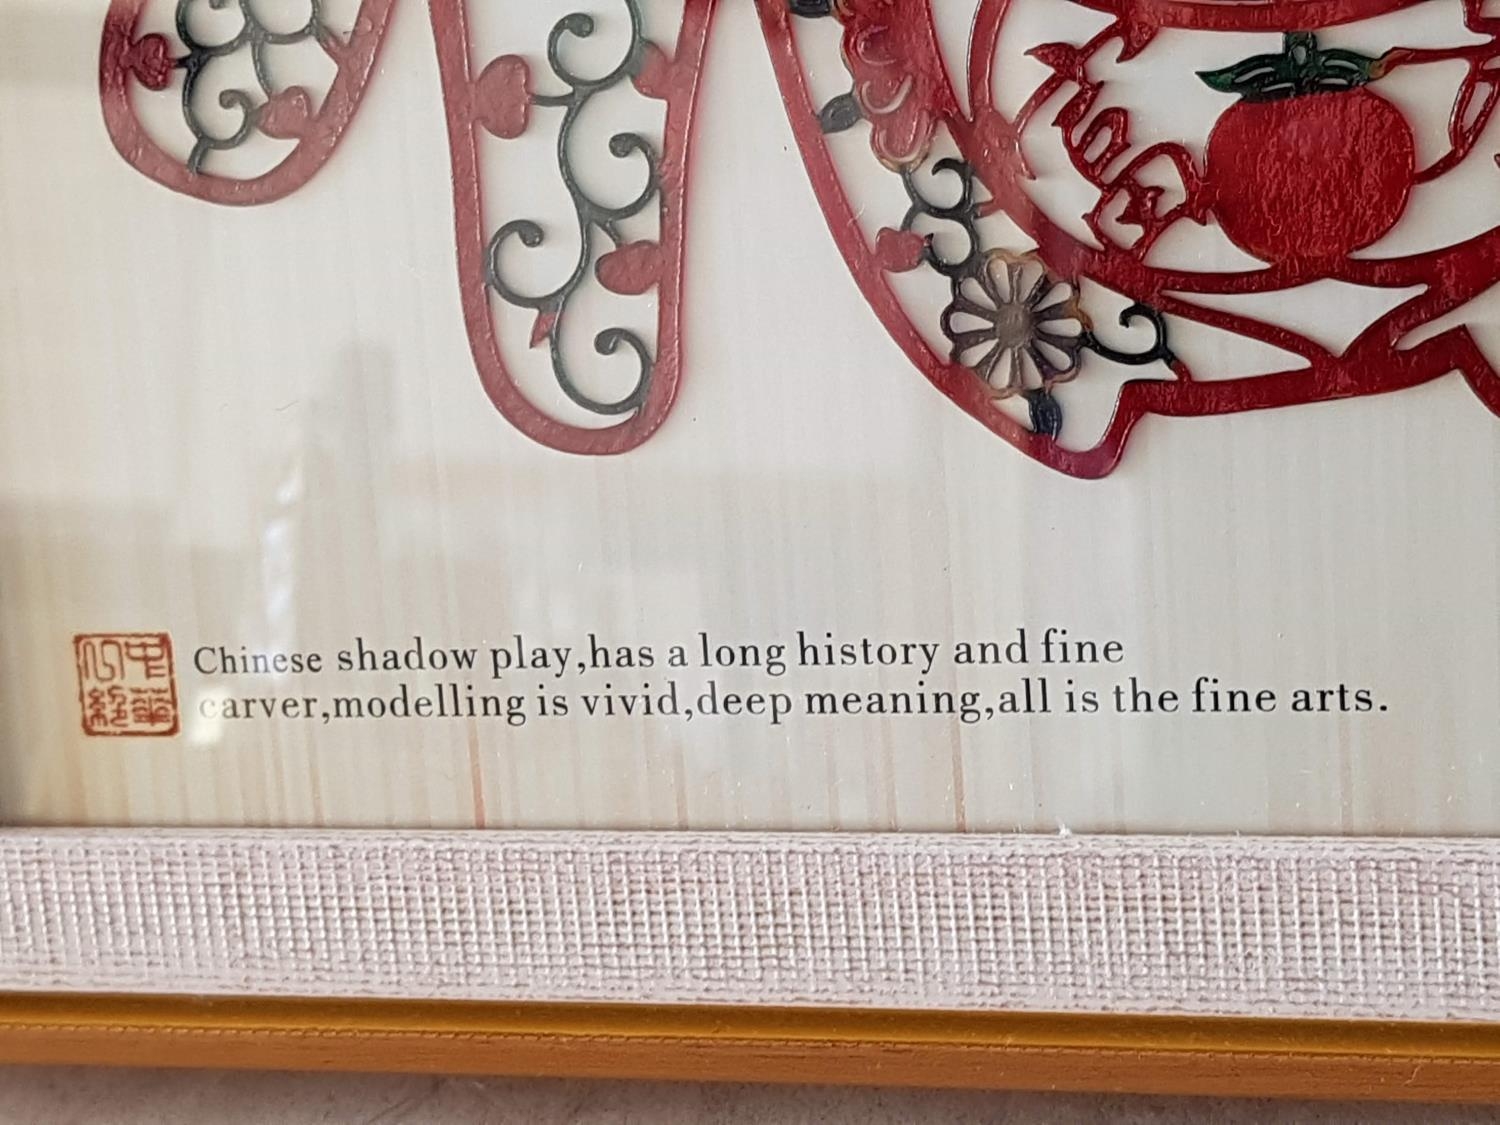 Chinese shadow play,has a long history and fine
carver,modelling is vivid,deep meaning,all is the fine arts.